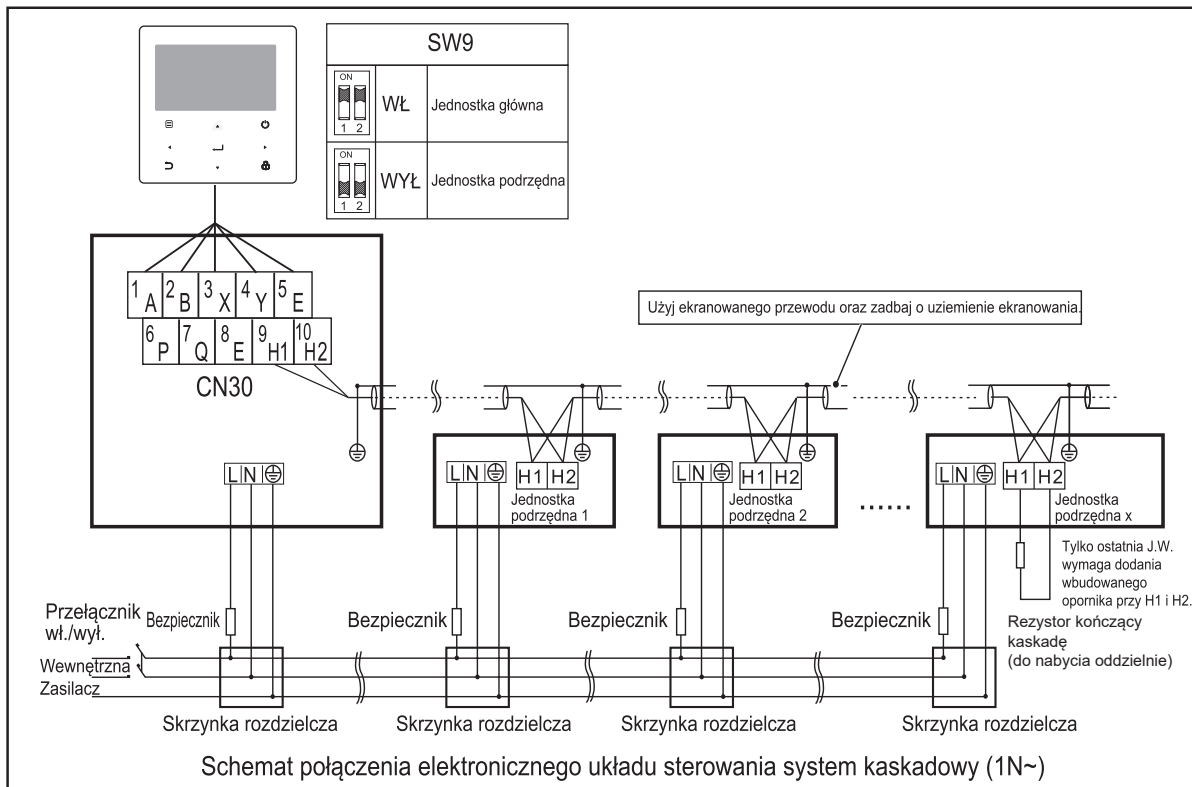 SW9
ON
1 2
WŁ
Jednostka główna
ON
1 2
WYŁ
Jednostka podrzędna
1 A 2 B 3 X 4 Y 5 E
6 P 7 Q 8 E 9 H1 10 H2
CN30
Użyj ekranowanego przewodu oraz zadbaj o uziemienie ekranowania.
L N
L N
H1 H2
Jednostka
podrzędna 1
L N
H1 H2
Jednostka
podrzędna 2
......
L N
H1 H2
Jednostka
podrzędna x
Tylko ostatnia J.W.
wymaga dodania
wbudowanego
opornika przy H1 i H2.
Rezystor kończący
kaskadę
(do nabycia oddzielnie)
Przełącznik
wł./wył.
Bezpiecznik
Bezpiecznik
Bezpiecznik
Bezpiecznik
Wewnętrzna
Zasilacz
Skrzynka rozdzielcza
Skrzynka rozdzielcza
Skrzynka rozdzielcza
Skrzynka rozdzielcza
Schemat połączenia elektronicznego układu sterowania system kaskadowy (1N~)